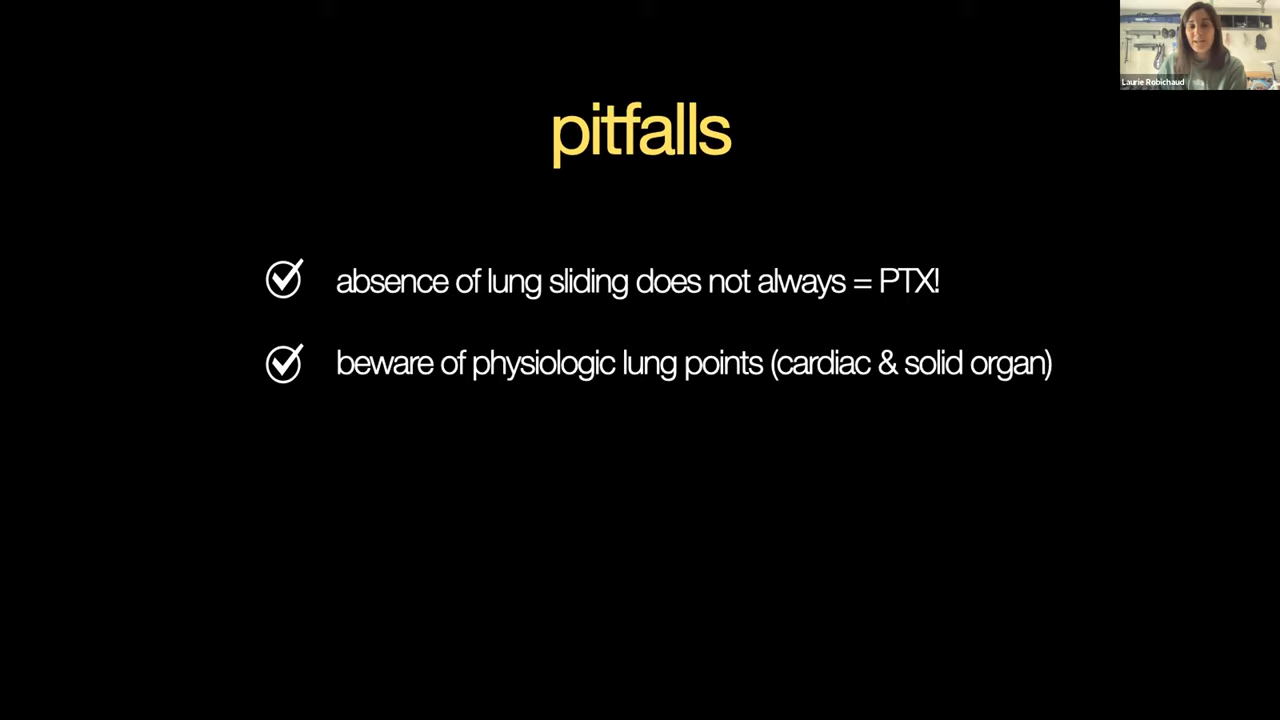 Laurie Robichaud
pitfalls
absence of lung sliding does not always = PTX!
beware of physiologic lung points (cardiac & solid organ)